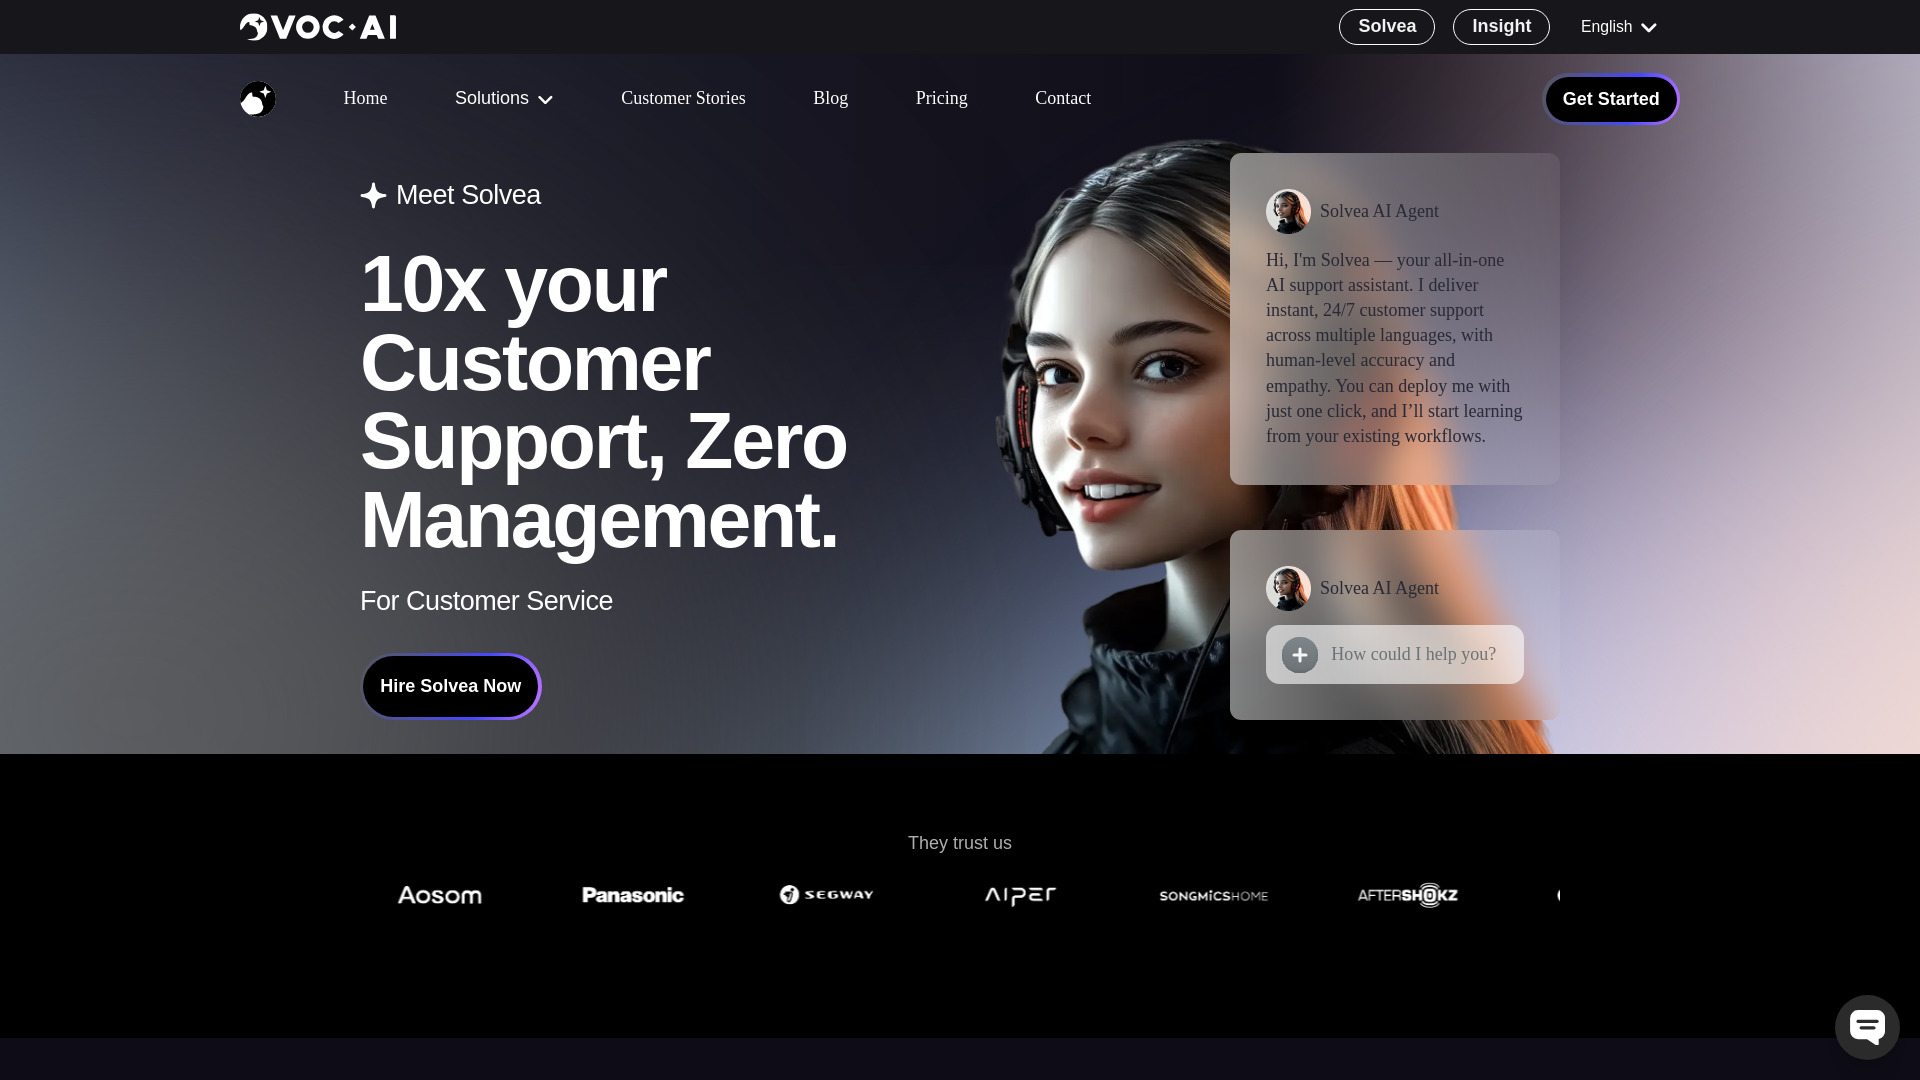 VOC·AI
Solvea
Insight
English
Home
Solutions
Customer Stories
Blog
Pricing
Contact
Get Started
Meet Solvea
10x your
Customer
Support, Zero
Management.
For Customer Service
Hire Solvea Now
Solvea AI Agent
Hi, I'm Solvea — your all-in-one
AI support assistant. I deliver
instant, 24/7 customer support
across multiple languages, with
human-level accuracy and
empathy. You can deploy me with
just one click, and I’ll start learning
from your existing workflows.
Solvea AI Agent
How could I help you?
They trust us
Aosom
Panasonic
SEGWAY
AIPER
SONGMICSHOME
AFTERSHOKZ